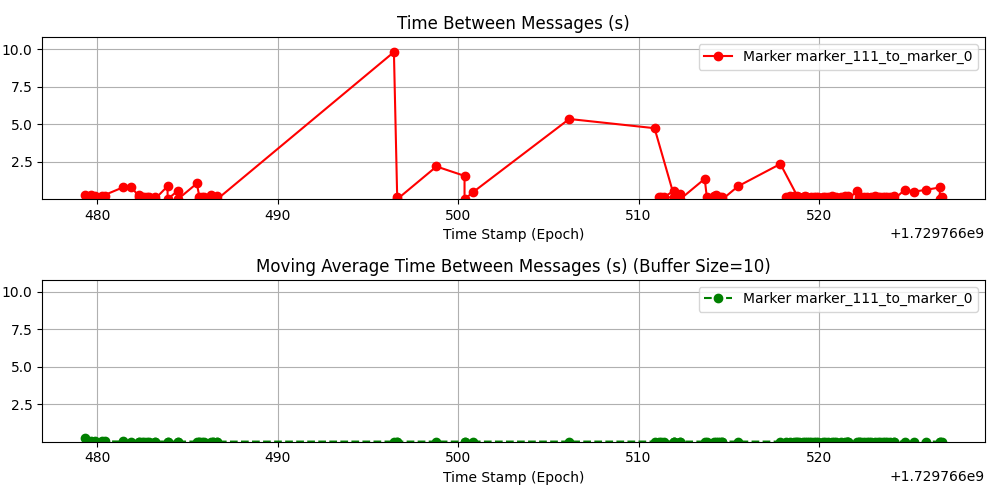 Time Between Messages (s)
10.0
7.5
5.0
2.5
Marker marker_111_to_marker_0
480 490 500 510 520
Time Stamp (Epoch)
+1.729766e9
Moving Average Time Between Messages (s) (Buffer Size=10)
10.0
7.5
5.0
2.5
Marker marker_111_to_marker_0
480 490 500 510 520
Time Stamp (Epoch)
+1.729766e9